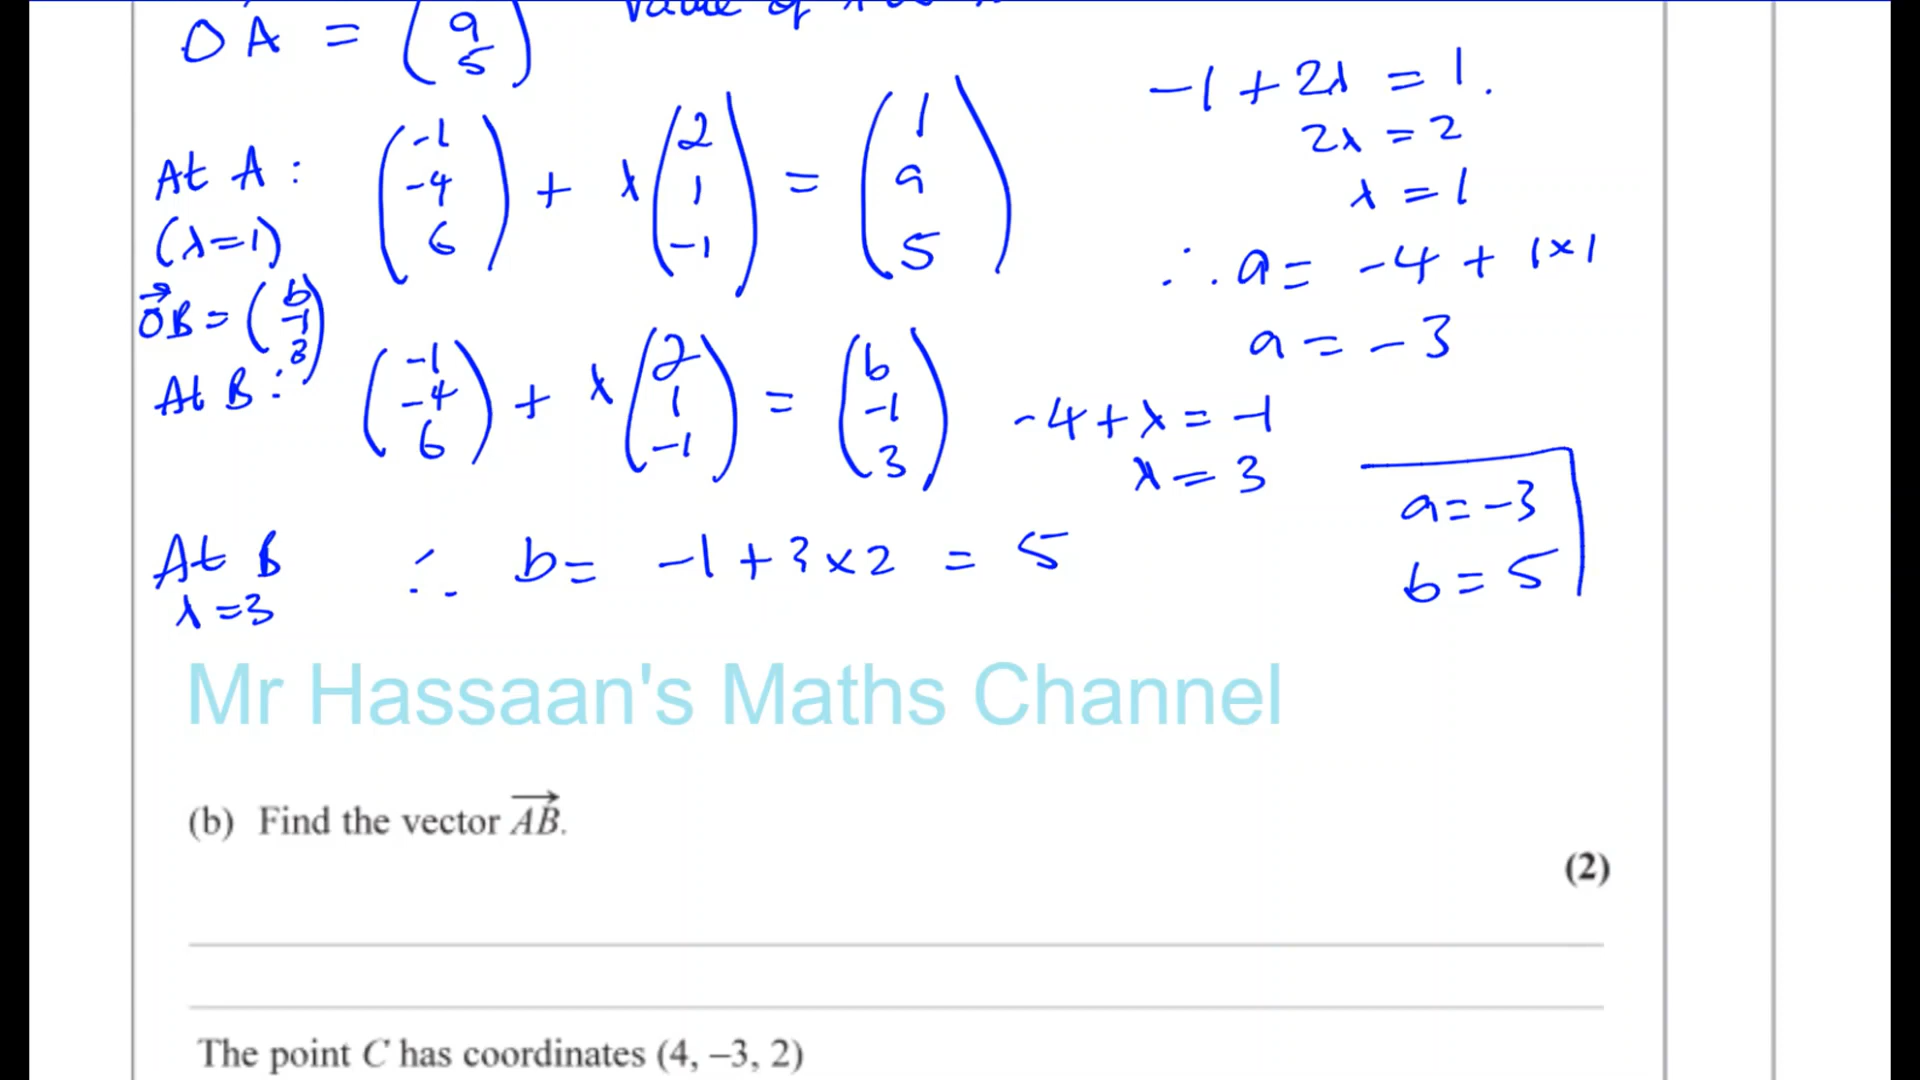 Value of
OA = (a 5)
-1 + 2λ = 1.
2λ = 2
λ = 1
At A : (-1 -4 6) + λ(2 1 -1) = (1 a 5)
(λ=1)
∴ a = -4 + 1×1
a = -3
OB = (b -1 3)
At B : (-1 -4 6) + λ(2 1 -1) = (b -1 3)
-4 + λ = -1
λ = 3
a = -3
b = 5
At B ∴ b = -1 + 3 × 2 = 5
λ = 3
Mr Hassaan's Maths Channel
(b) Find the vector AB.
(2)
The point C has coordinates (4, –3, 2)